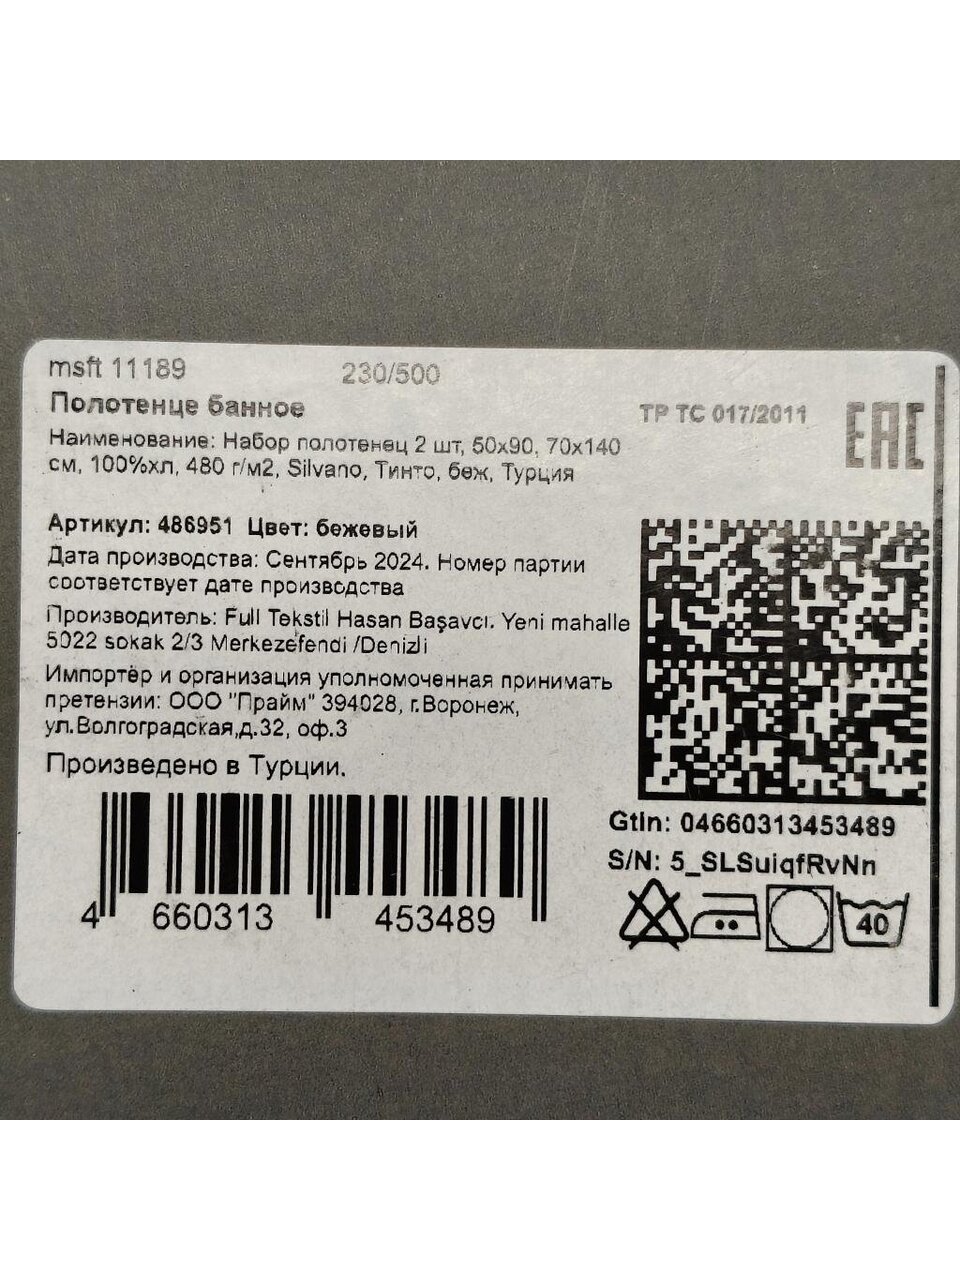 msft 11189 230/500
Полотенце банное
ТР ТС 017/2011 EAC
Наименование: Набор полотенец 2 шт, 50х90, 70х140
см, 100%хл, 480 г/м2, Silvano, Тинто, беж, Турция
Артикул: 486951 Цвет: бежевый
Дата производства: Сентябрь 2024. Номер партии
соответствует дате производства
Производитель: Full Tekstil Hasan Başavcı. Yeni mahalle
5022 sokak 2/3 Merkezefendi /Denizli
Импортёр и организация уполномоченная принимать
претензии: ООО "Прайм" 394028, г.Воронеж,
ул.Волгоградская,д.32, оф.3
Произведено в Турции.
4 660313 453489
Gtin: 04660313453489
S/N: 5_SLSuiqfRvNn
40